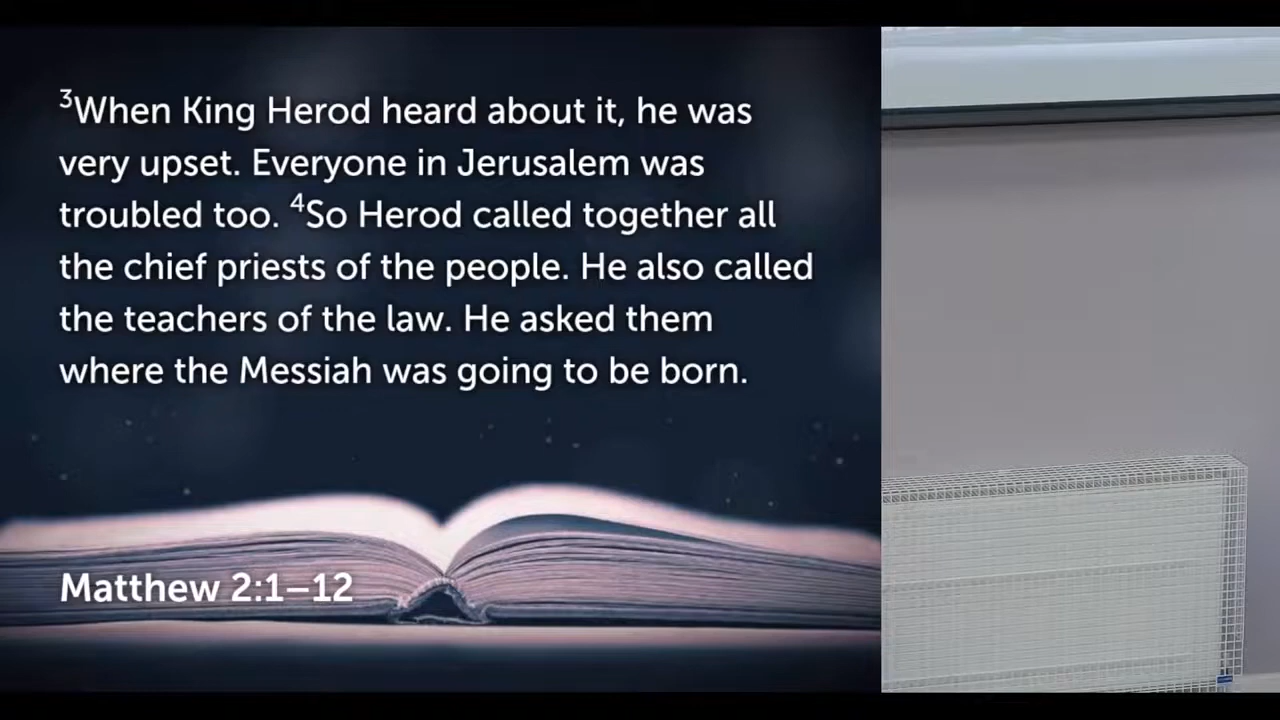 ³When King Herod heard about it, he was
very upset. Everyone in Jerusalem was
troubled too. ⁴So Herod called together all
the chief priests of the people. He also called
the teachers of the law. He asked them
where the Messiah was going to be born.
Matthew 2:1–12